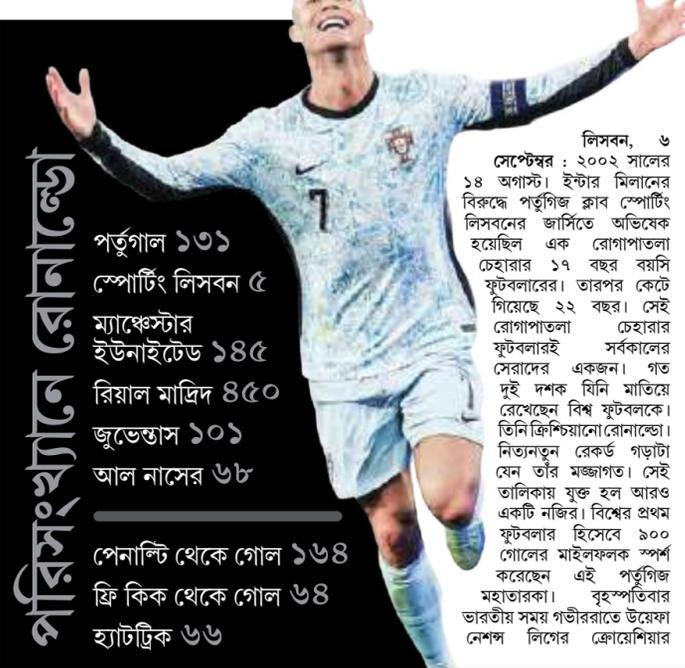 পরিসংখ্যানে রোনাল্ডো
পর্তুগাল ১৩১
স্পোর্টিং লিসবন ৫
ম্যাঞ্চেস্টার
ইউনাইটেড ১৪৫
রিয়াল মাদ্রিদ ৪৫০
জুভেন্তাস ১০১
আল নাসের ৬৮
পেনাল্টি থেকে গোল ১৬৪
ফ্রি কিক থেকে গোল ৬৪
হ্যাটট্রিক ৬৬
7
লিসবন, ৬
সেপ্টেম্বর : ২০০২ সালের
১৪ অগাস্ট। ইন্টার মিলানের
বিরুদ্ধে পর্তুগিজ ক্লাব স্পোর্টিং
লিসবনের জার্সিতে অভিষেক
হয়েছিল এক রোগাপাতলা
চেহারার ১৭ বছর বয়সি
ফুটবলারের। তারপর কেটে
গিয়েছে ২২ বছর। সেই
রোগাপাতলা চেহারার
ফুটবলারই সর্বকালের
সেরাদের একজন। গত
দুই দশক যিনি মাতিয়ে
রেখেছেন বিশ্ব ফুটবলকে।
তিনি ক্রিশ্চিয়ানো রোনাল্ডো।
নিত্যনতুন রেকর্ড গড়াটা
যেন তাঁর মজ্জাগত। সেই
তালিকায় যুক্ত হল আরও
একটি নজির। বিশ্বের প্রথম
ফুটবলার হিসেবে ৯০০
গোলের মাইলফলক স্পর্শ
করেছেন এই পর্তুগিজ
মহাতারকা। বৃহস্পতিবার
ভারতীয় সময় গভীররাতে উয়েফা
নেশন্স লিগের ক্রোয়েশিয়ার